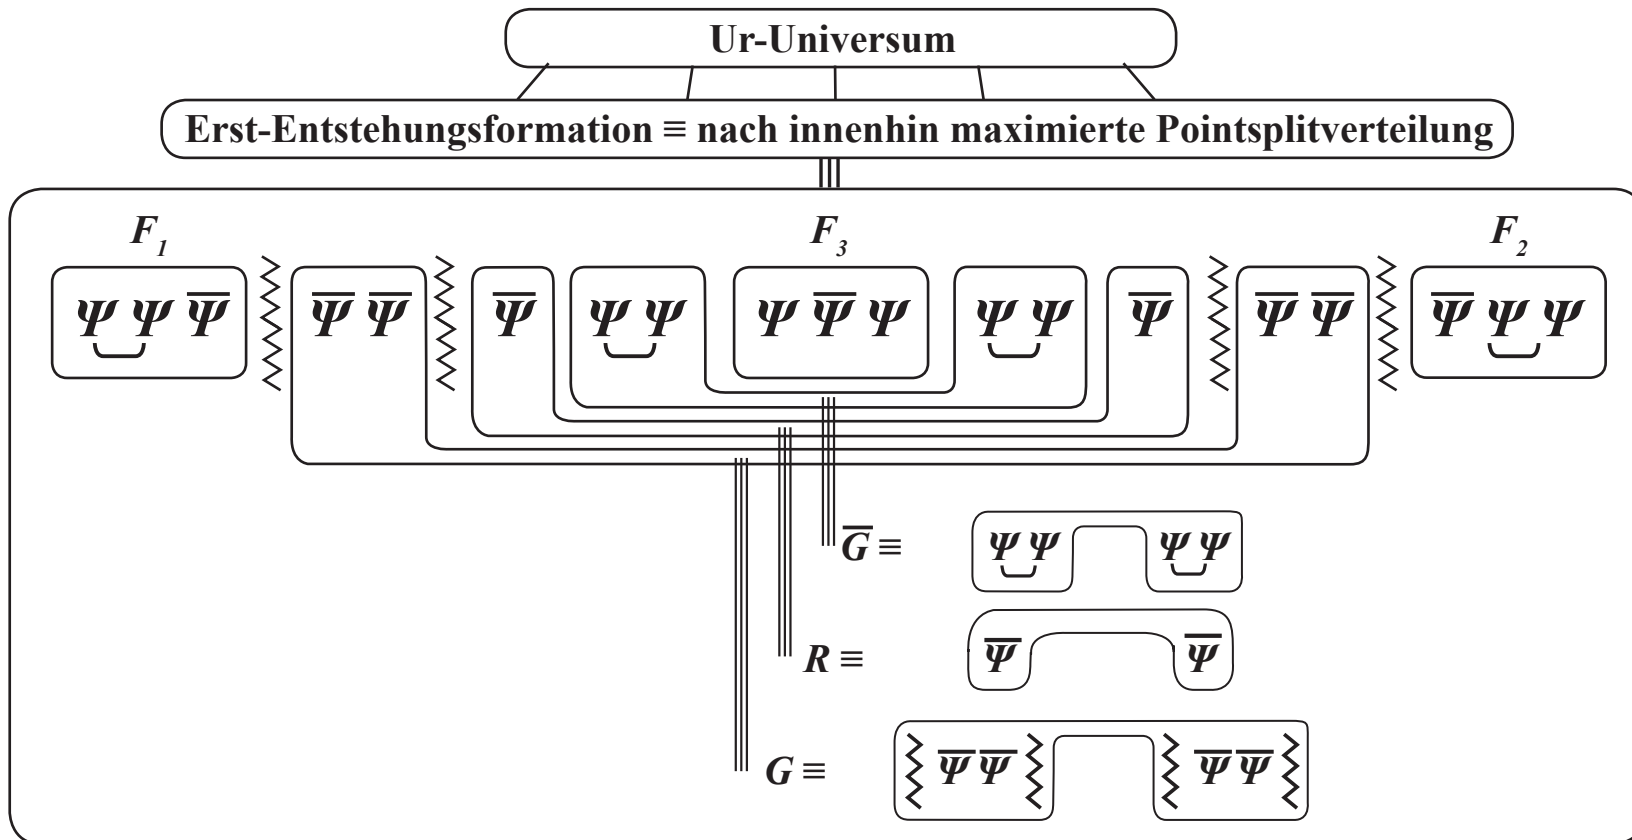 Ur-Universum
Erst-Entstehungsformation ≡ nach innenhin maximierte Pointsplitverteilung
F₁ F₃ F₂
Ψ Ψ Ψ̅ Ψ̅ Ψ̅ Ψ̅ Ψ Ψ Ψ Ψ̅ Ψ Ψ Ψ Ψ̅ Ψ̅ Ψ̅ Ψ̅ Ψ Ψ
G̅ ≡ Ψ Ψ Ψ Ψ
R ≡ Ψ̅ Ψ̅
G ≡ Ψ̅ Ψ̅ Ψ̅ Ψ̅